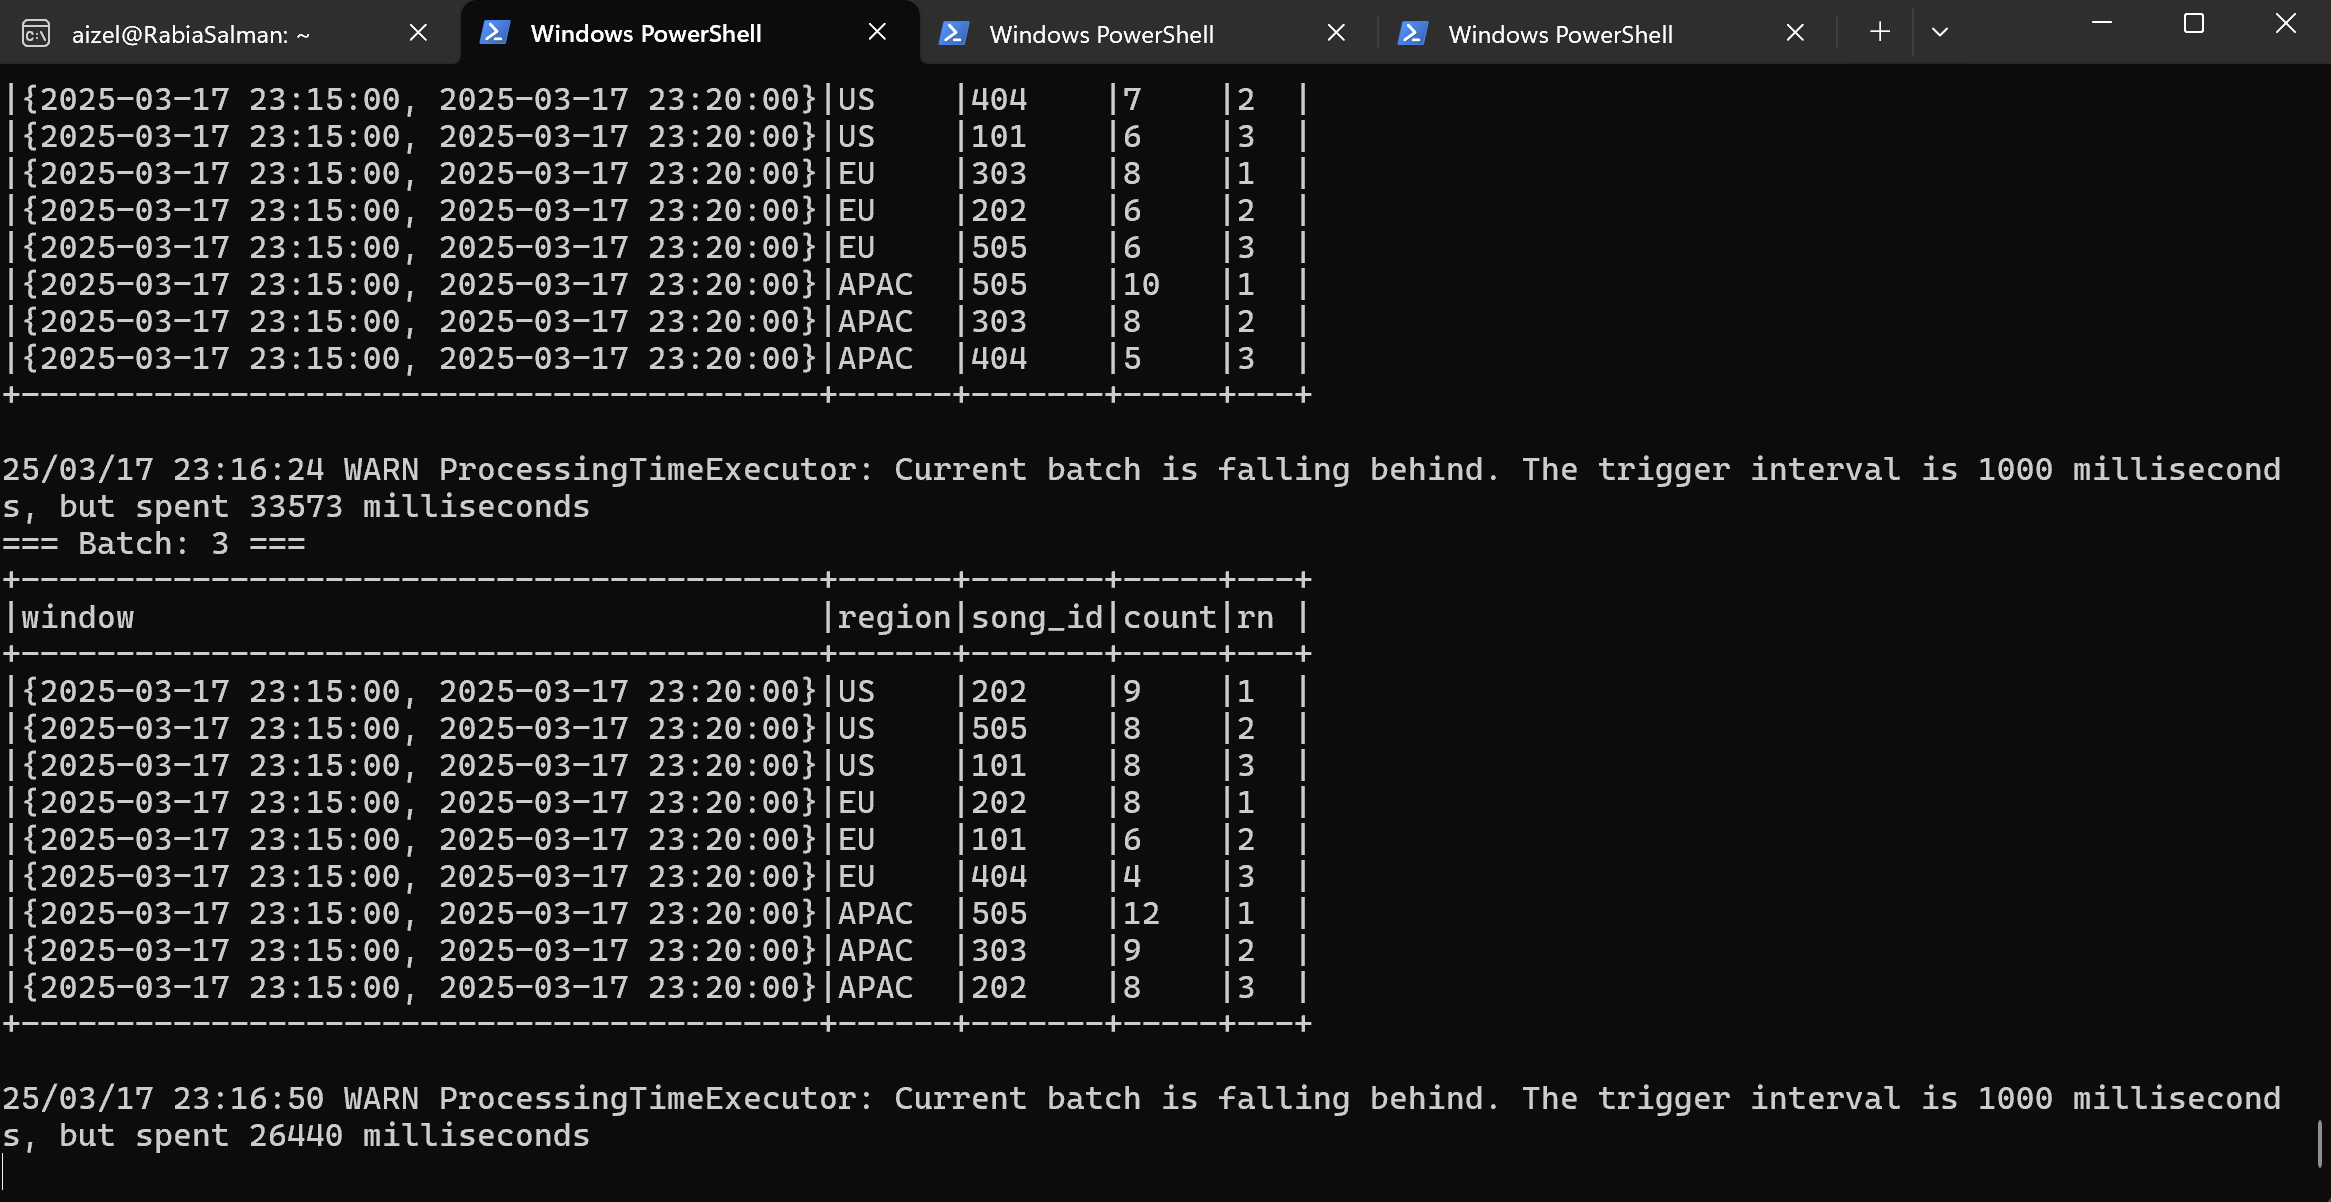 aizel@RabiaSalman: ~
Windows PowerShell
Windows PowerShell
Windows PowerShell
|{2025-03-17 23:15:00, 2025-03-17 23:20:00}|US    |404    |7    |2  |
|{2025-03-17 23:15:00, 2025-03-17 23:20:00}|US    |101    |6    |3  |
|{2025-03-17 23:15:00, 2025-03-17 23:20:00}|EU    |303    |8    |1  |
|{2025-03-17 23:15:00, 2025-03-17 23:20:00}|EU    |202    |6    |2  |
|{2025-03-17 23:15:00, 2025-03-17 23:20:00}|EU    |505    |6    |3  |
|{2025-03-17 23:15:00, 2025-03-17 23:20:00}|APAC  |505    |10   |1  |
|{2025-03-17 23:15:00, 2025-03-17 23:20:00}|APAC  |303    |8    |2  |
|{2025-03-17 23:15:00, 2025-03-17 23:20:00}|APAC  |404    |5    |3  |
+------------------------------------------+------+-------+-----+---+
25/03/17 23:16:24 WARN ProcessingTimeExecutor: Current batch is falling behind. The trigger interval is 1000 millisecond
s, but spent 33573 milliseconds
=== Batch: 3 ===
+------------------------------------------+------+-------+-----+---+
|window                                    |region|song_id|count|rn |
+------------------------------------------+------+-------+-----+---+
|{2025-03-17 23:15:00, 2025-03-17 23:20:00}|US    |202    |9    |1  |
|{2025-03-17 23:15:00, 2025-03-17 23:20:00}|US    |505    |8    |2  |
|{2025-03-17 23:15:00, 2025-03-17 23:20:00}|US    |101    |8    |3  |
|{2025-03-17 23:15:00, 2025-03-17 23:20:00}|EU    |202    |8    |1  |
|{2025-03-17 23:15:00, 2025-03-17 23:20:00}|EU    |101    |6    |2  |
|{2025-03-17 23:15:00, 2025-03-17 23:20:00}|EU    |404    |4    |3  |
|{2025-03-17 23:15:00, 2025-03-17 23:20:00}|APAC  |505    |12   |1  |
|{2025-03-17 23:15:00, 2025-03-17 23:20:00}|APAC  |303    |9    |2  |
|{2025-03-17 23:15:00, 2025-03-17 23:20:00}|APAC  |202    |8    |3  |
+------------------------------------------+------+-------+-----+---+
25/03/17 23:16:50 WARN ProcessingTimeExecutor: Current batch is falling behind. The trigger interval is 1000 millisecond
s, but spent 26440 milliseconds